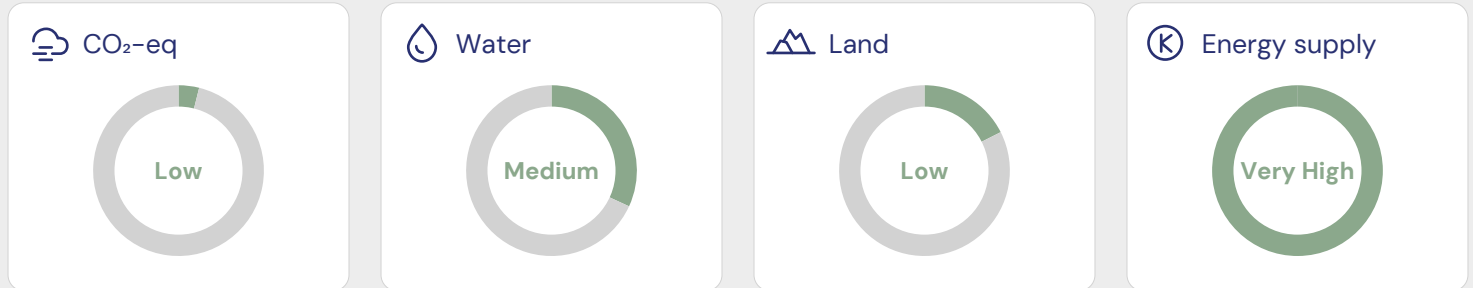 CO₂-eq
Water
Land
Energy supply
Low
Medium
Low
Very High